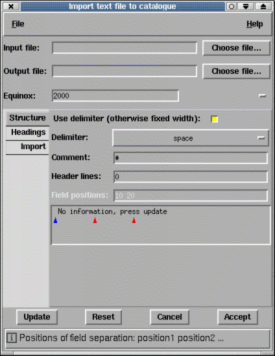 Import text file to catalogue
File Help
Input file: Choose file...
Output file: Choose file...
Equinox: 2000
Structure
Headings
Import
Use delimiter (otherwise fixed width):
Delimiter: space
Comment: #
Header lines: 0
Field positions: 10 20
No information, press update
Update Reset Cancel Accept
Positions of field separation: position1 position2 ...